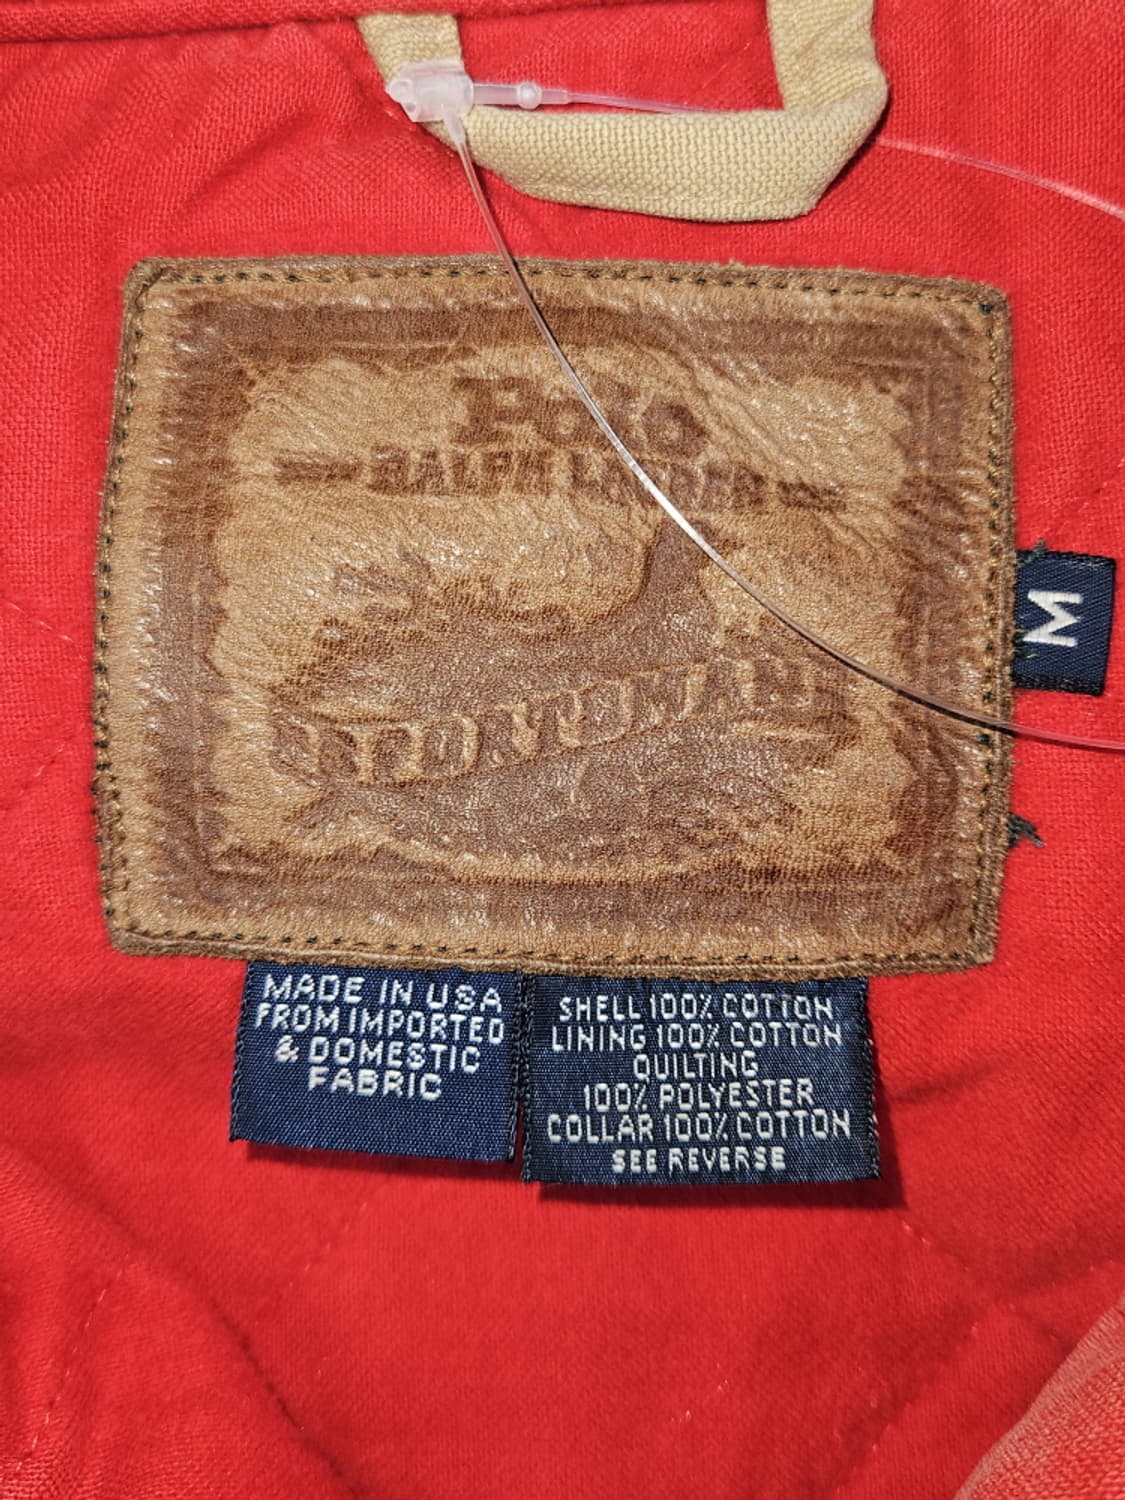 Polo
RALPH LAUREN
SPORTSMAN
M
MADE IN USA
FROM IMPORTED
& DOMESTIC
FABRIC
SHELL 100% COTTON
LINING 100% COTTON
QUILTING
100% POLYESTER
COLLAR 100% COTTON
SEE REVERSE